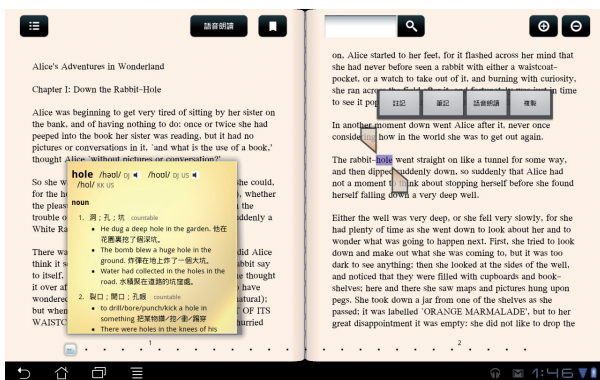 語音朗讀
Alice's Adventures in Wonderland
Chapter I: Down the Rabbit-Hole
Alice was beginning to get very tired of sitting by her sister on
the bank, and of having nothing to do: once or twice she had
peeped into the book her sister was reading, but it had no
pictures or conversations in it, `and what is the use of a book,'
thought Alice `without pictures or conversation?'
So she w
she could,
for the h
), whether
the pleas
trouble o
ddenly a
White Ra
There wa
did Alice
think it s
abbit say
to itself,
e thought
it over af
have
wondere
natural);
but when
T OF ITS
WAISTC
hurried
hole /həʊl/ DJ /hoʊl/ DJ US
/hol/ KK US
noun
1. 洞；孔；坑 countable
He dug a deep hole in the garden. 他在
花園裏挖了個深坑。
The bomb blew a huge hole in the
ground. 炸彈在地上炸了一個大坑。
Water had collected in the holes in the
road. 水積聚在道路的坑窪處。
2. 裂口；開口；孔眼 countable
to drill/bore/punch/kick a hole in
something 把某物鑽/挖/衝/踢穿
There were holes in the knees of his
1
on, Alice started to her feet, for it flashed across her mind that
she had never before seen a rabbit with either a waistcoat-
pocket, or a watch to take out of it, and burning with curiosity,
she ran across the field after it, and fortunately was just in time
to see it pop
註記 筆記 語音朗讀 複製
In another moment down went Alice after it, never once
considering how in the world she was to get out again.
The rabbit-hole went straight on like a tunnel for some way,
and then dipped suddenly down, so suddenly that Alice had
not a moment to think about stopping herself before she found
herself falling down a very deep well.
Either the well was very deep, or she fell very slowly, for she
had plenty of time as she went down to look about her and to
wonder what was going to happen next. First, she tried to look
down and make out what she was coming to, but it was too
dark to see anything; then she looked at the sides of the well,
and noticed that they were filled with cupboards and book-
shelves; here and there she saw maps and pictures hung upon
pegs. She took down a jar from one of the shelves as she
passed; it was labelled `ORANGE MARMALADE', but to her
great disappointment it was empty: she did not like to drop the
2
1:46